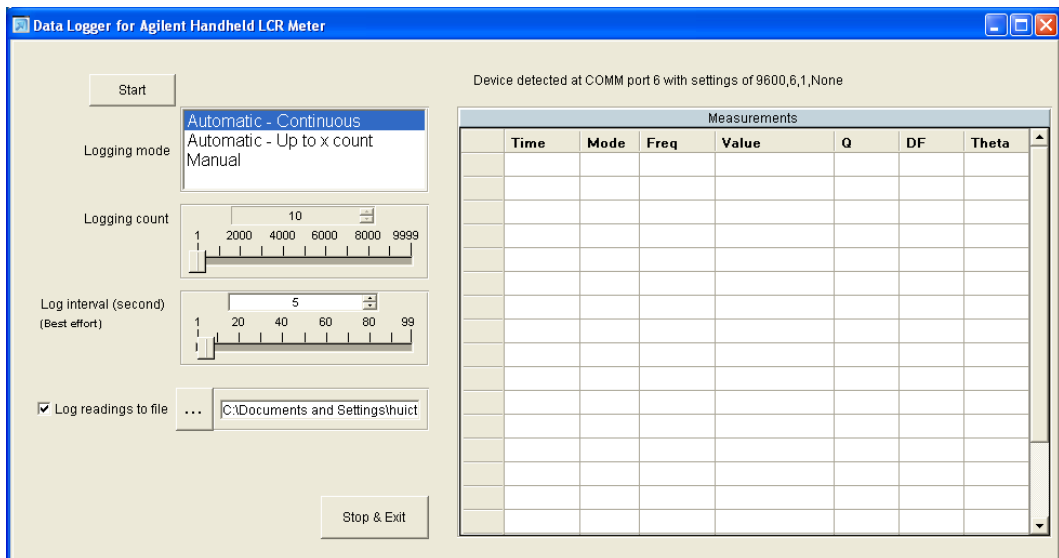 Data Logger for Agilent Handheld LCR Meter
Start
Device detected at COMM port 6 with settings of 9600,6,1,None
Logging mode
Automatic - Continuous
Automatic - Up to x count
Manual
Logging count
10
1 2000 4000 6000 8000 9999
Log interval (second)
(Best effort)
5
1 20 40 60 80 99
Log readings to file
...
C:\Documents and Settings\huict
Stop & Exit
Measurements
Time Mode Freq Value Q DF Theta